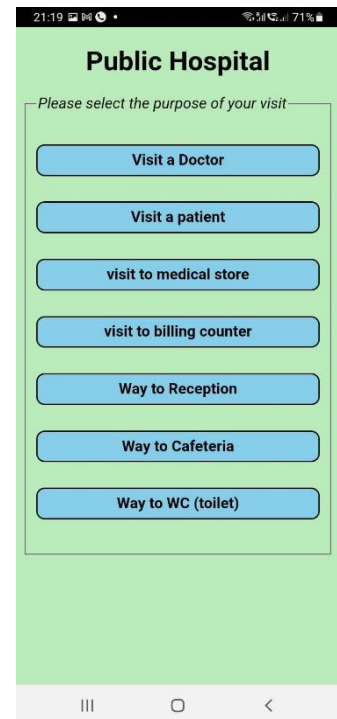 21:19 71%
Public Hospital
Please select the purpose of your visit
Visit a Doctor
Visit a patient
visit to medical store
visit to billing counter
Way to Reception
Way to Cafeteria
Way to WC (toilet)